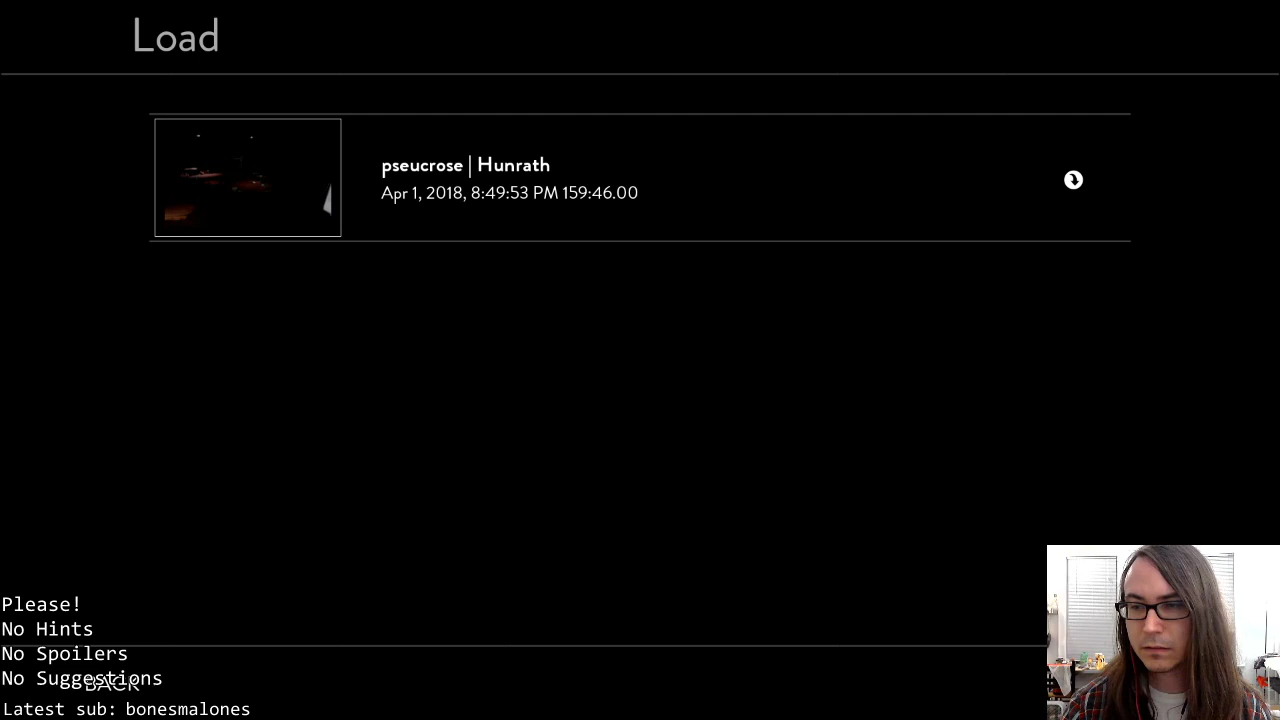 Load
pseucrose | Hunrath
Apr 1, 2018, 8:49:53 PM 159:46.00
Please!
No Hints
No Spoilers
No Suggestions
BACK
Latest sub: bonesmalones